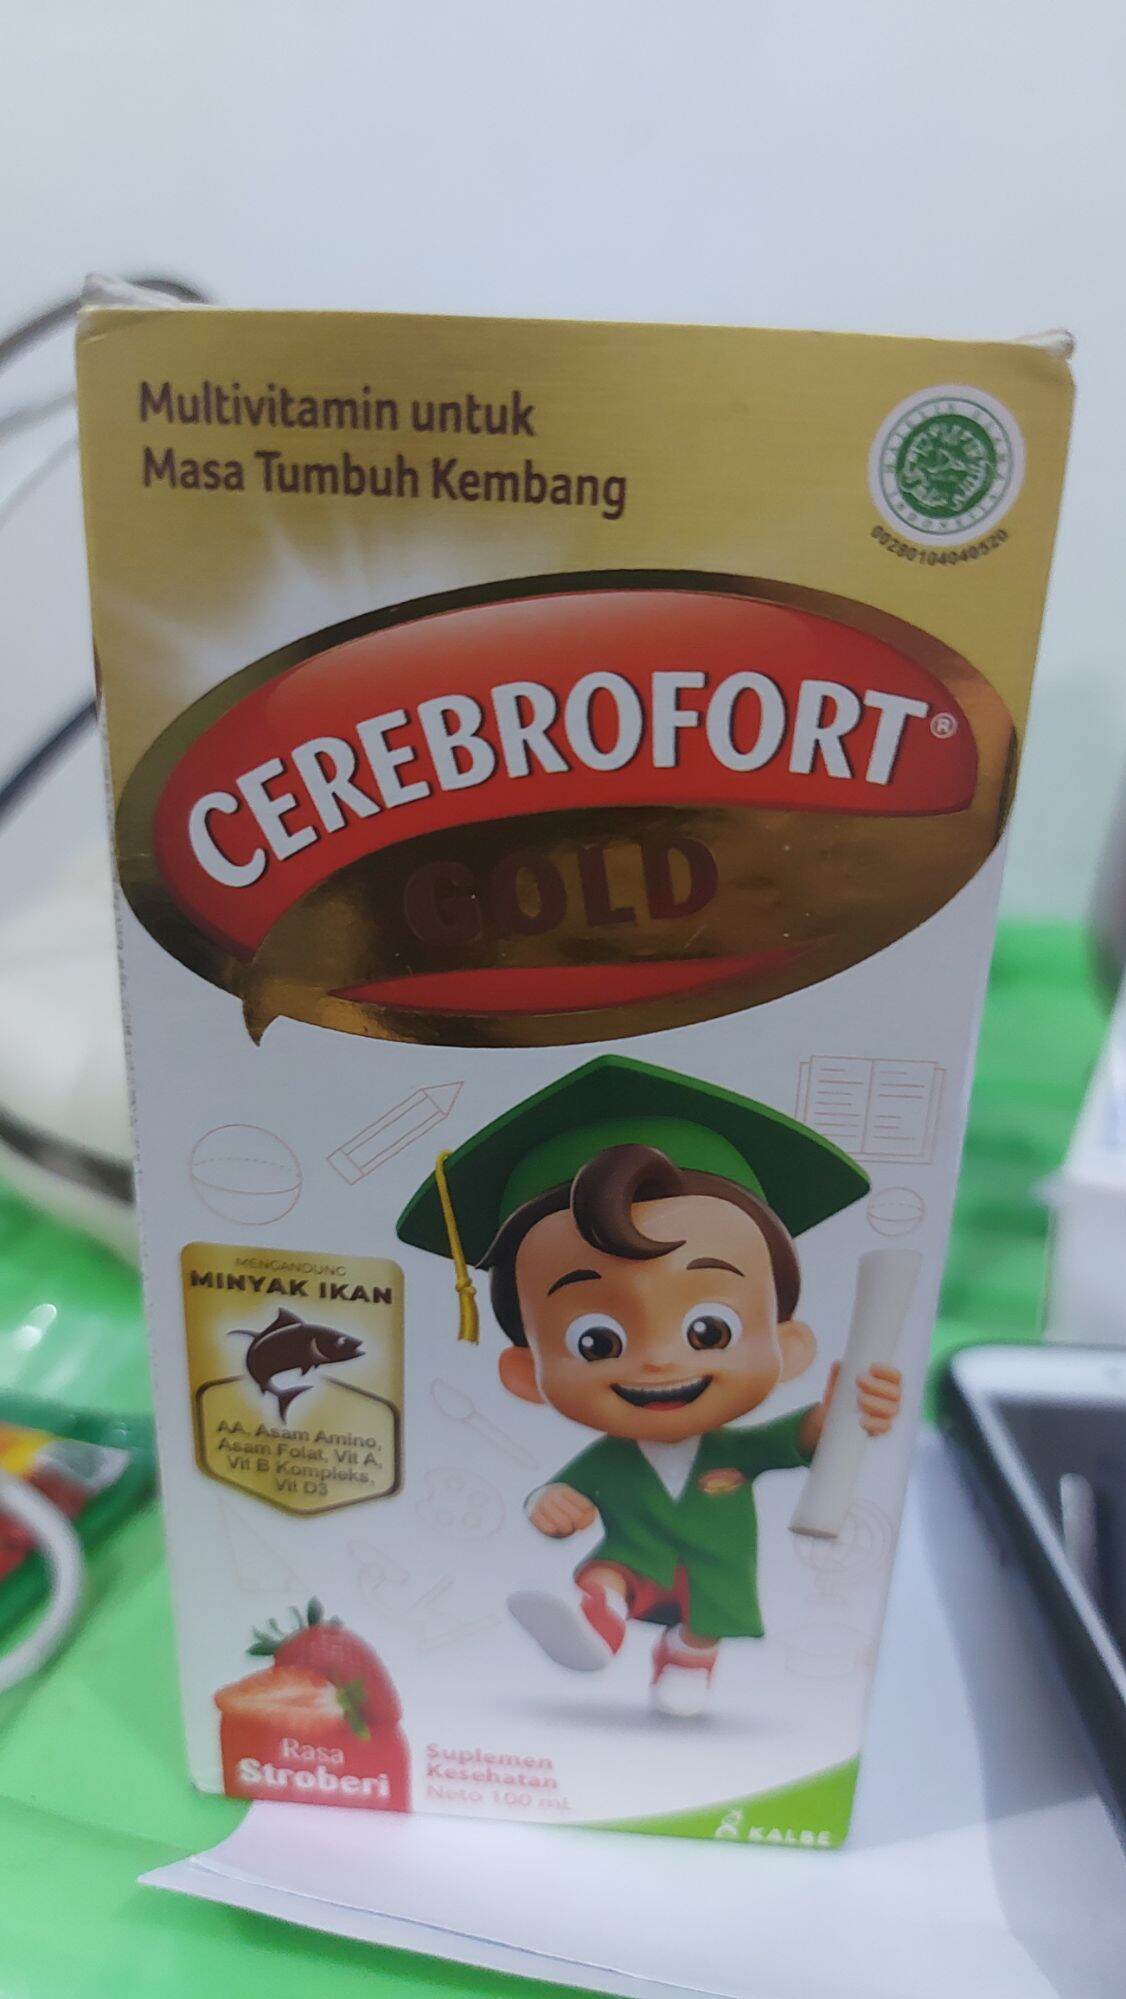 Multivitamin untuk
Masa Tumbuh Kembang
00280104040520
CEREBROFORT®
GOLD
MENGANDUNG
MINYAK IKAN
AA, Asam Amino,
Asam Folat, Vit A,
Vit B Kompleks,
Vit D3
Rasa
Stroberi
Suplemen
Kesehatan
Neto 100 mL
KALBE